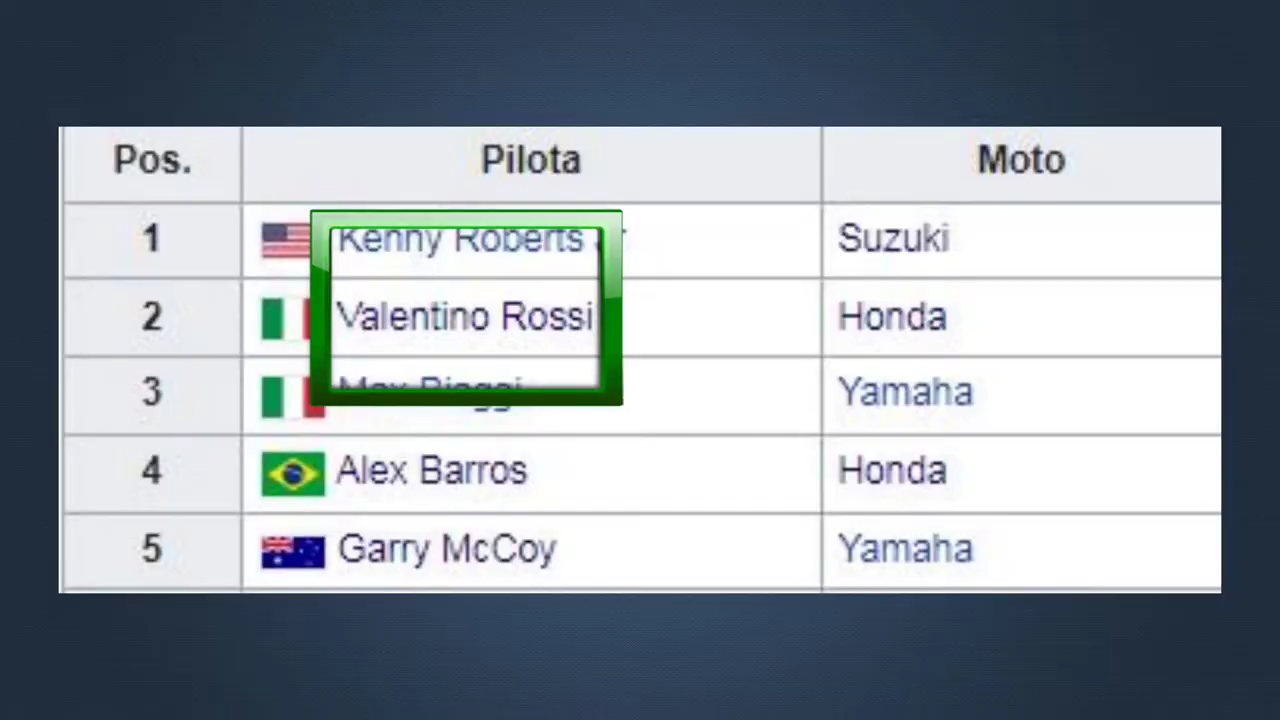 Pos. Pilota Moto
1 Kenny Roberts Jr Suzuki
2 Valentino Rossi Honda
3 Max Biaggi Yamaha
4 Alex Barros Honda
5 Garry McCoy Yamaha